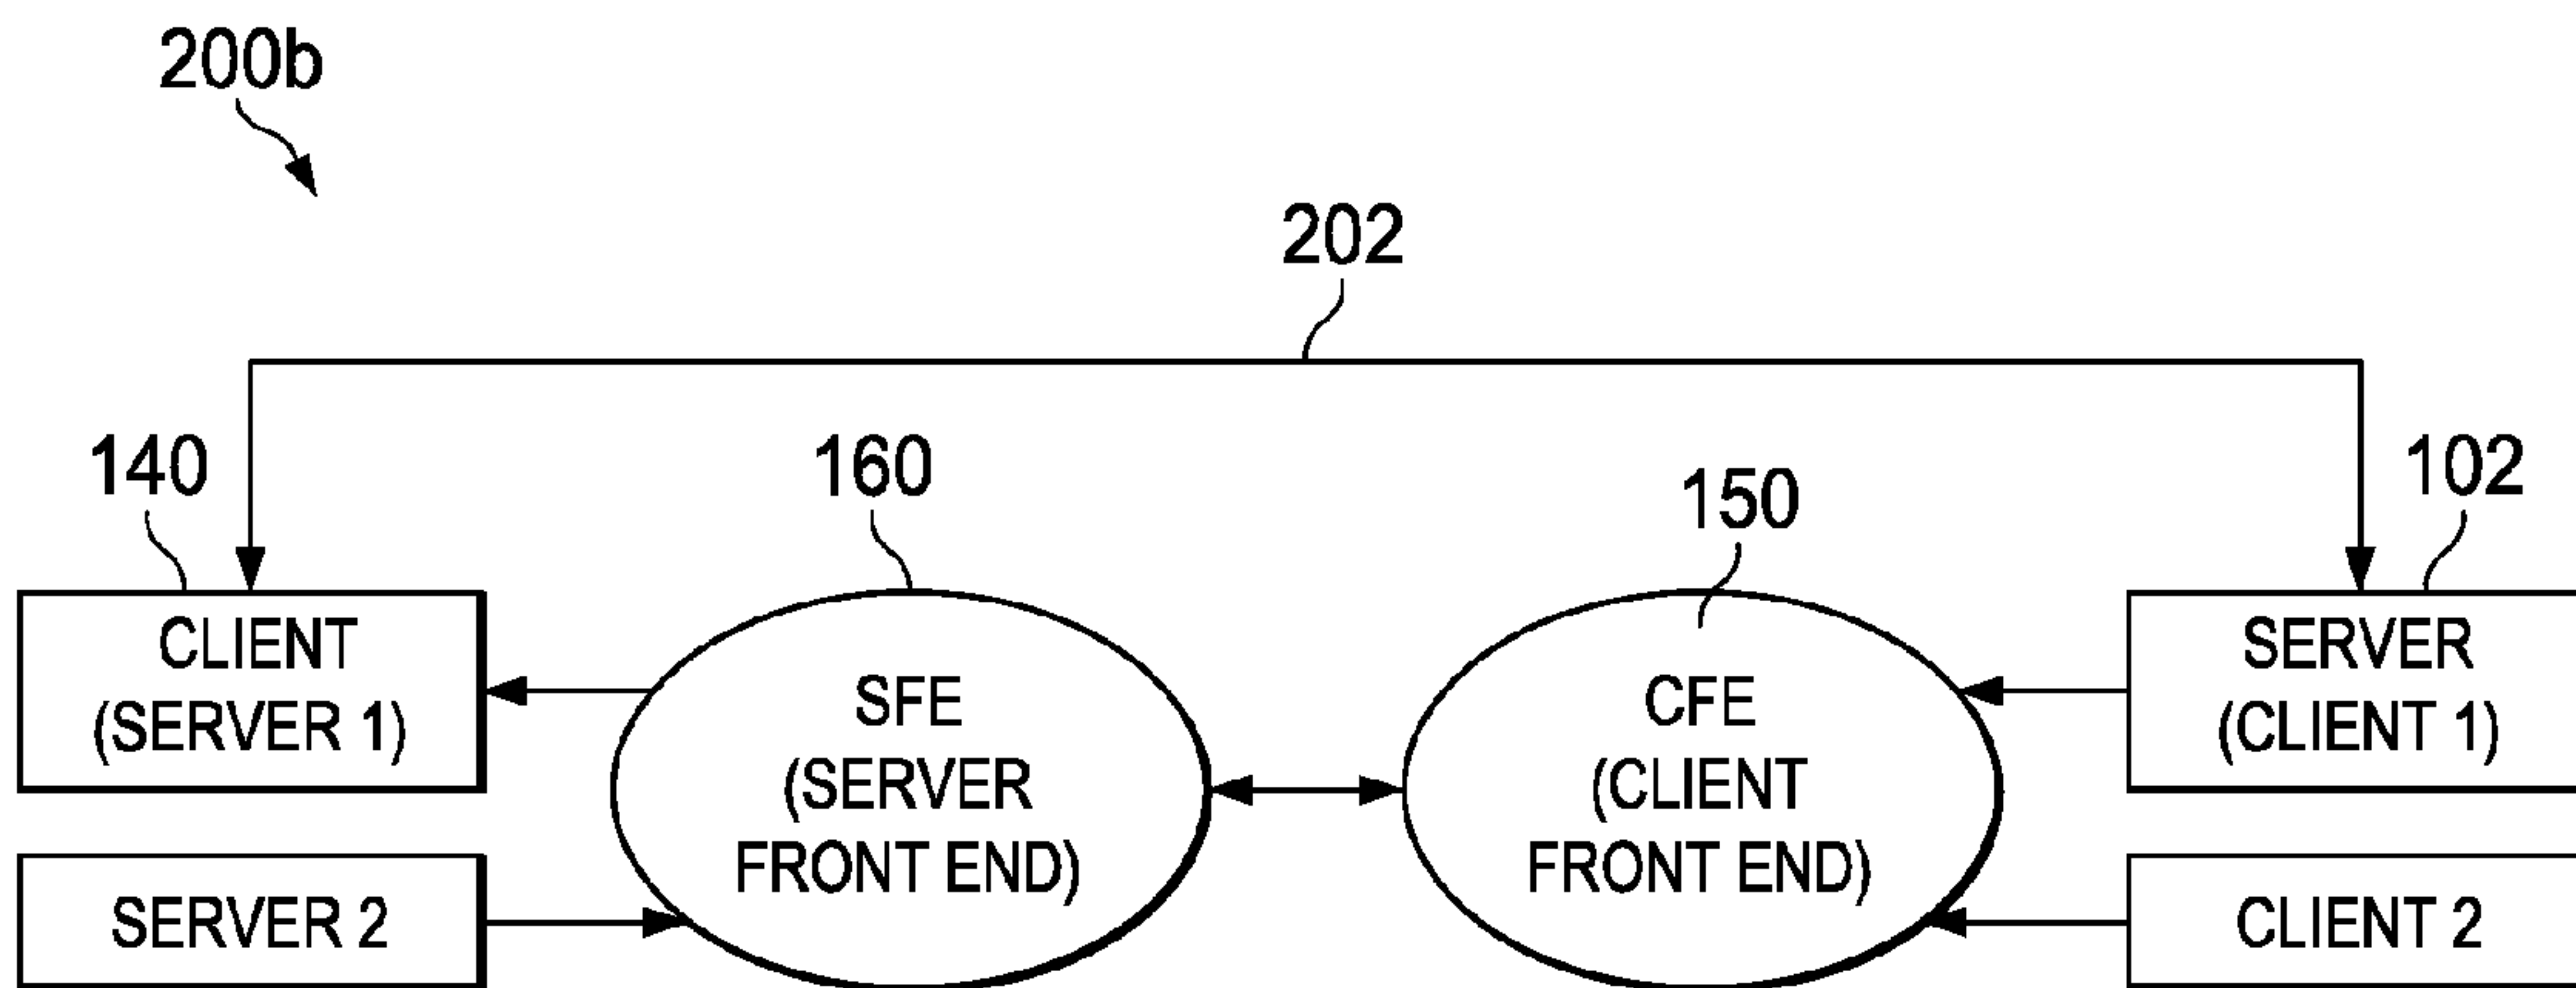 200b
202
140
160
150
102
CLIENT
(SERVER 1)
SFE
(SERVER
FRONT END)
CFE
(CLIENT
FRONT END)
SERVER
(CLIENT 1)
SERVER 2
CLIENT 2